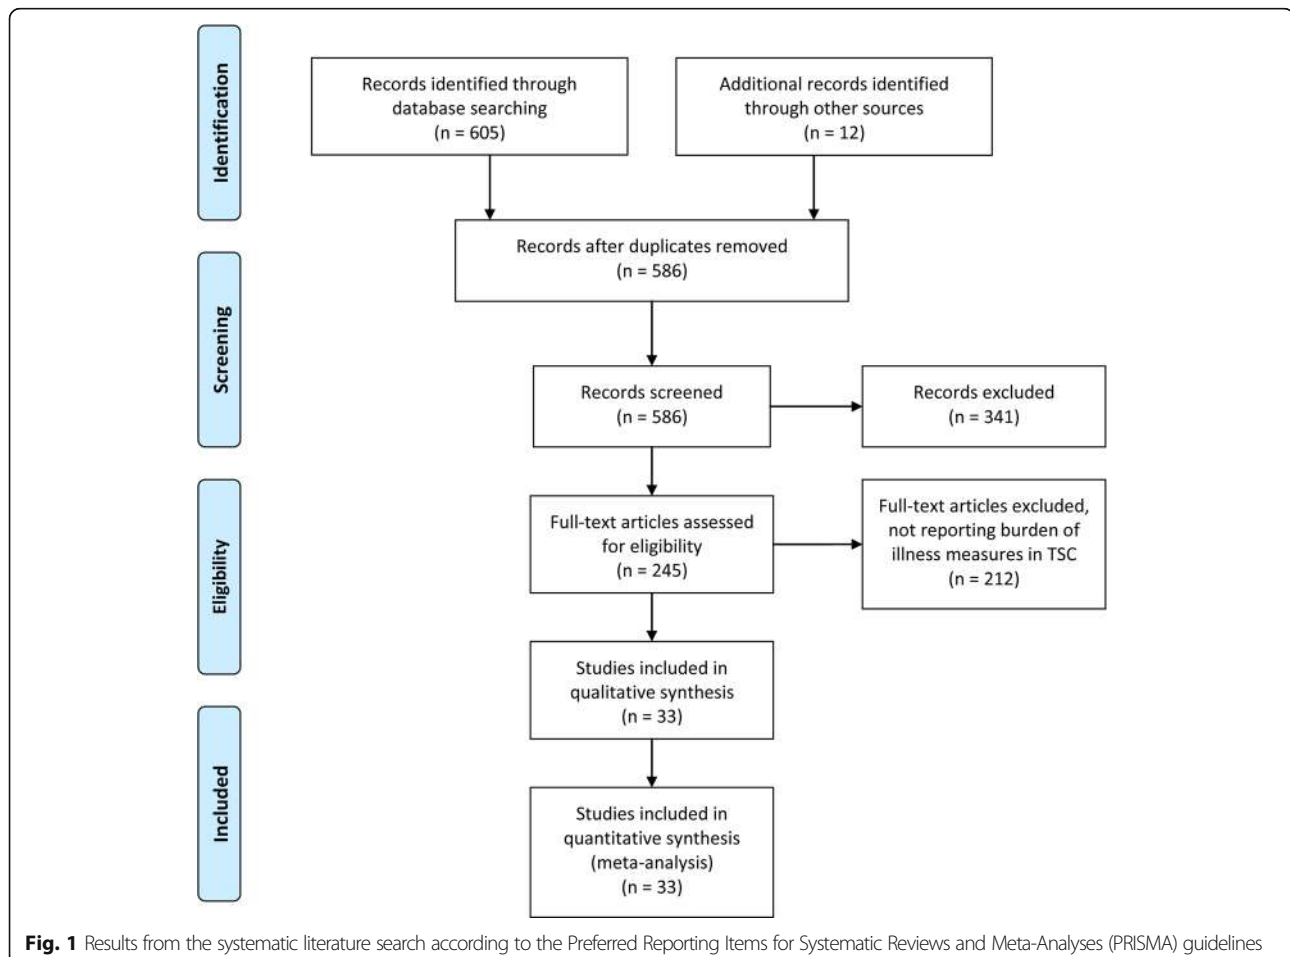 Identification
Records identified through
database searching
(n = 605)
Additional records identified
through other sources
(n = 12)
Records after duplicates removed
(n = 586)
Screening
Records screened
(n = 586)
Records excluded
(n = 341)
Eligibility
Full-text articles assessed
for eligibility
(n = 245)
Full-text articles excluded,
not reporting burden of
illness measures in TSC
(n = 212)
Studies included in
qualitative synthesis
(n = 33)
Included
Studies included in
quantitative synthesis
(meta-analysis)
(n = 33)
Fig. 1 Results from the systematic literature search according to the Preferred Reporting Items for Systematic Reviews and Meta-Analyses (PRISMA) guidelines